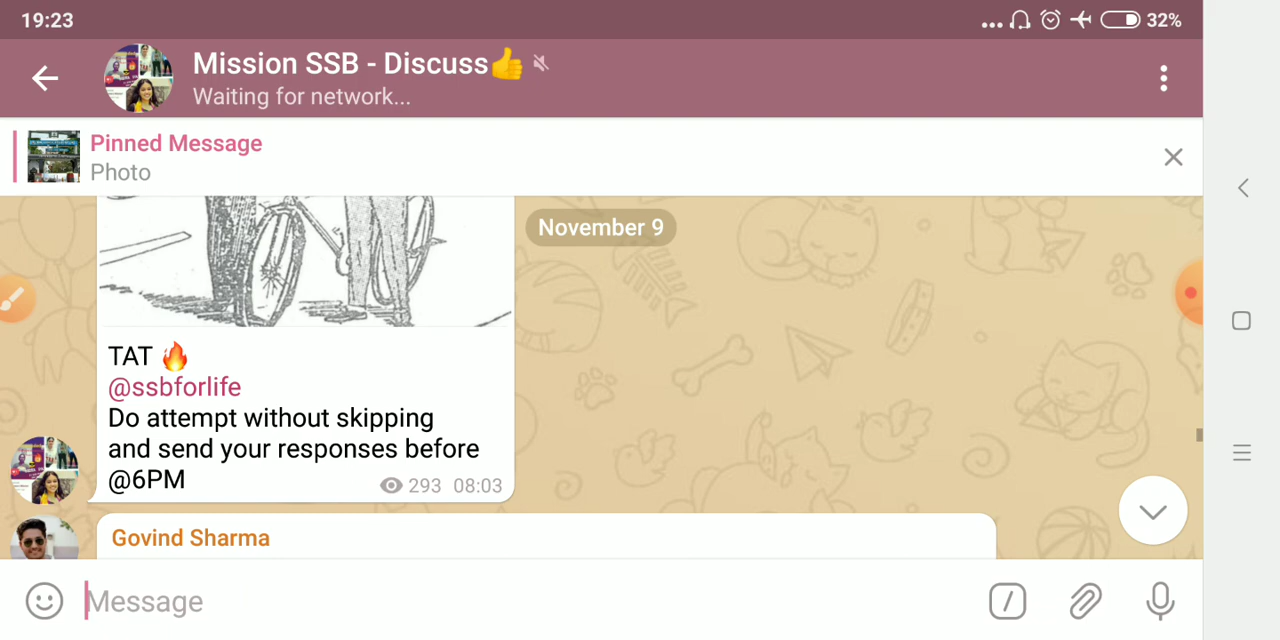 19:23
32%
Mission SSB - Discuss👍
Waiting for network...
Pinned Message
Photo
November 9
TAT 🔥
@ssbforlife
Do attempt without skipping
and send your responses before
@6PM
293 08:03
Govind Sharma
Message